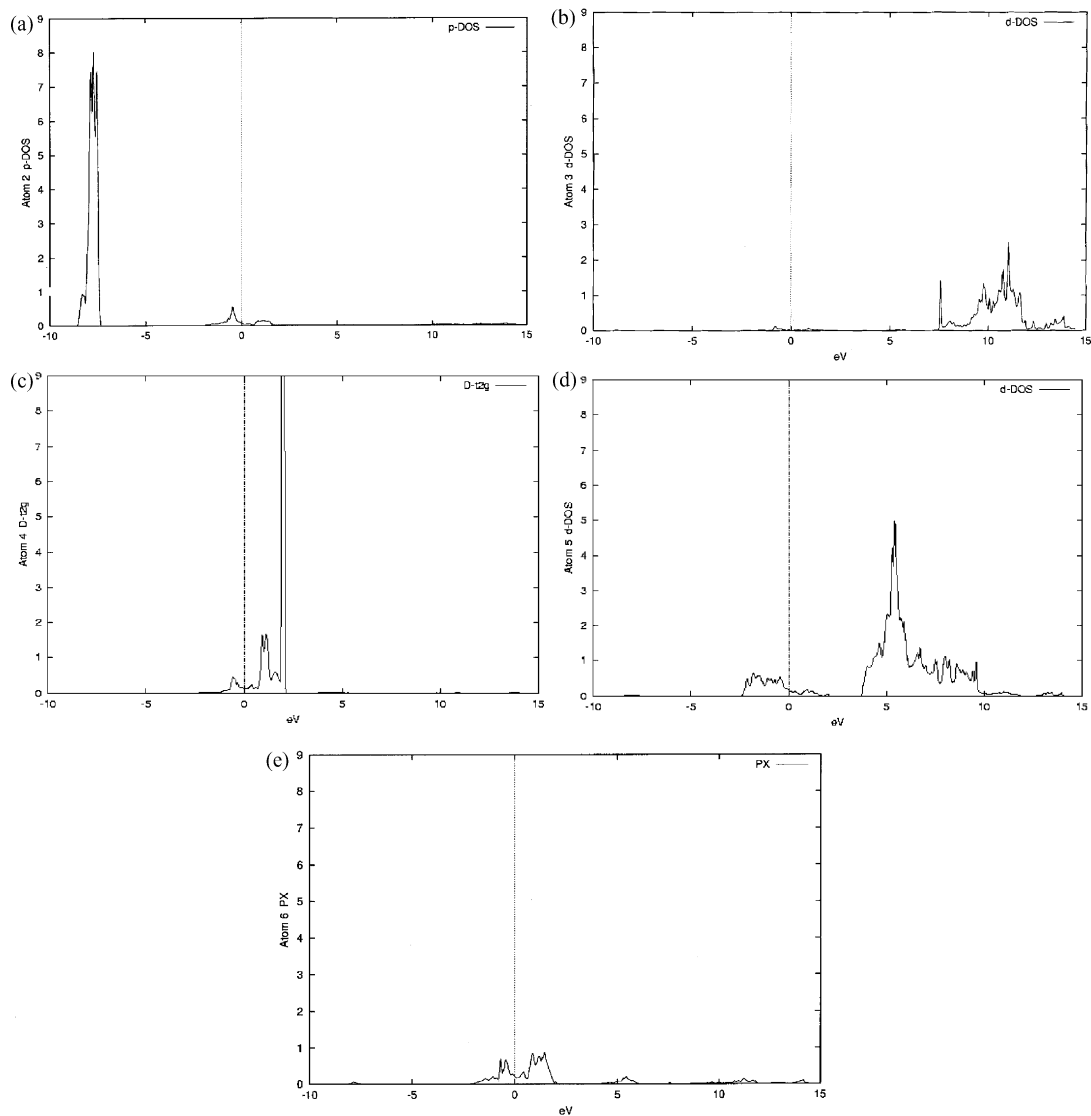 (a)
p-DOS
Atom 2 p-DOS
9
8
7
6
5
4
3
2
1
0
-10 -5 0 5 10 15
(b)
d-DOS
Atom 3 d-DOS
9
8
7
6
5
4
3
2
1
0
-10 -5 0 5 10 15
eV
(c)
D-t2g
Atom 4 D-t2g
9
8
7
6
5
4
3
2
1
0
-10 -5 0 5 10 15
eV
(d)
d-DOS
Atom 5 d-DOS
9
8
7
6
5
4
3
2
1
0
-10 -5 0 5 10 15
eV
(e)
PX
Atom 6 PX
9
8
7
6
5
4
3
2
1
0
-10 -5 0 5 10 15
eV